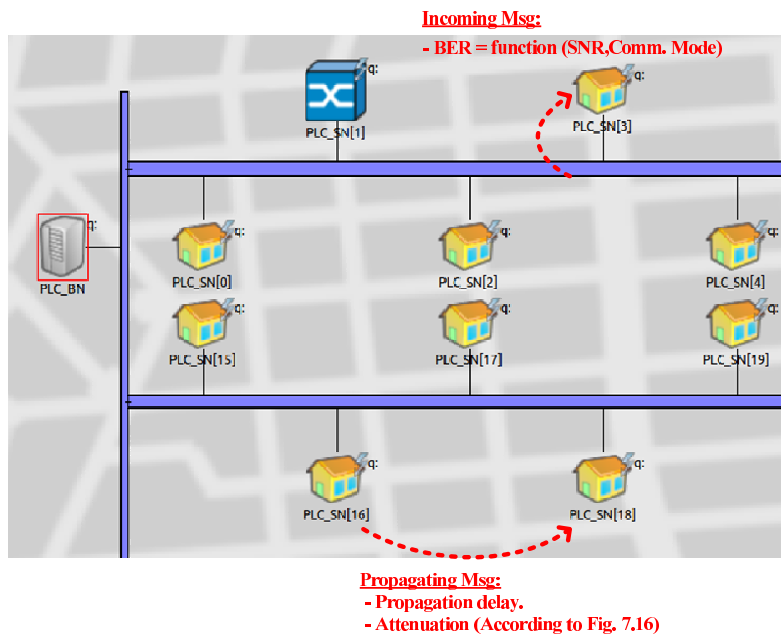 Incoming Msg:
- BER = function (SNR,Comm. Mode)
q:
q:
PLC_SN[1]
PLC_SN[3]
q:
q:
q:
q:
PLC_BN
PLC_SN[0]
PLC_SN[2]
PLC_SN[4]
q:
q:
q:
PLC_SN[15]
PLC_SN[17]
PLC_SN[19]
q:
q:
PLC_SN[16]
PLC_SN[18]
Propagating Msg:
- Propagation delay.
- Attenuation (According to Fig. 7.16)